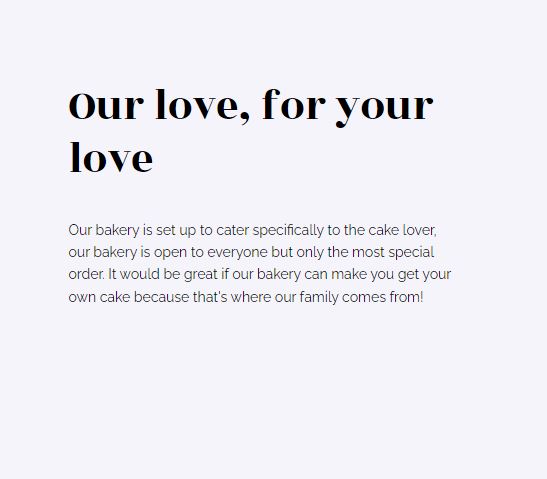 Our love, for your
love
Our bakery is set up to cater specifically to the cake lover,
our bakery is open to everyone but only the most special
order. It would be great if our bakery can make you get your
own cake because that's where our family comes from!